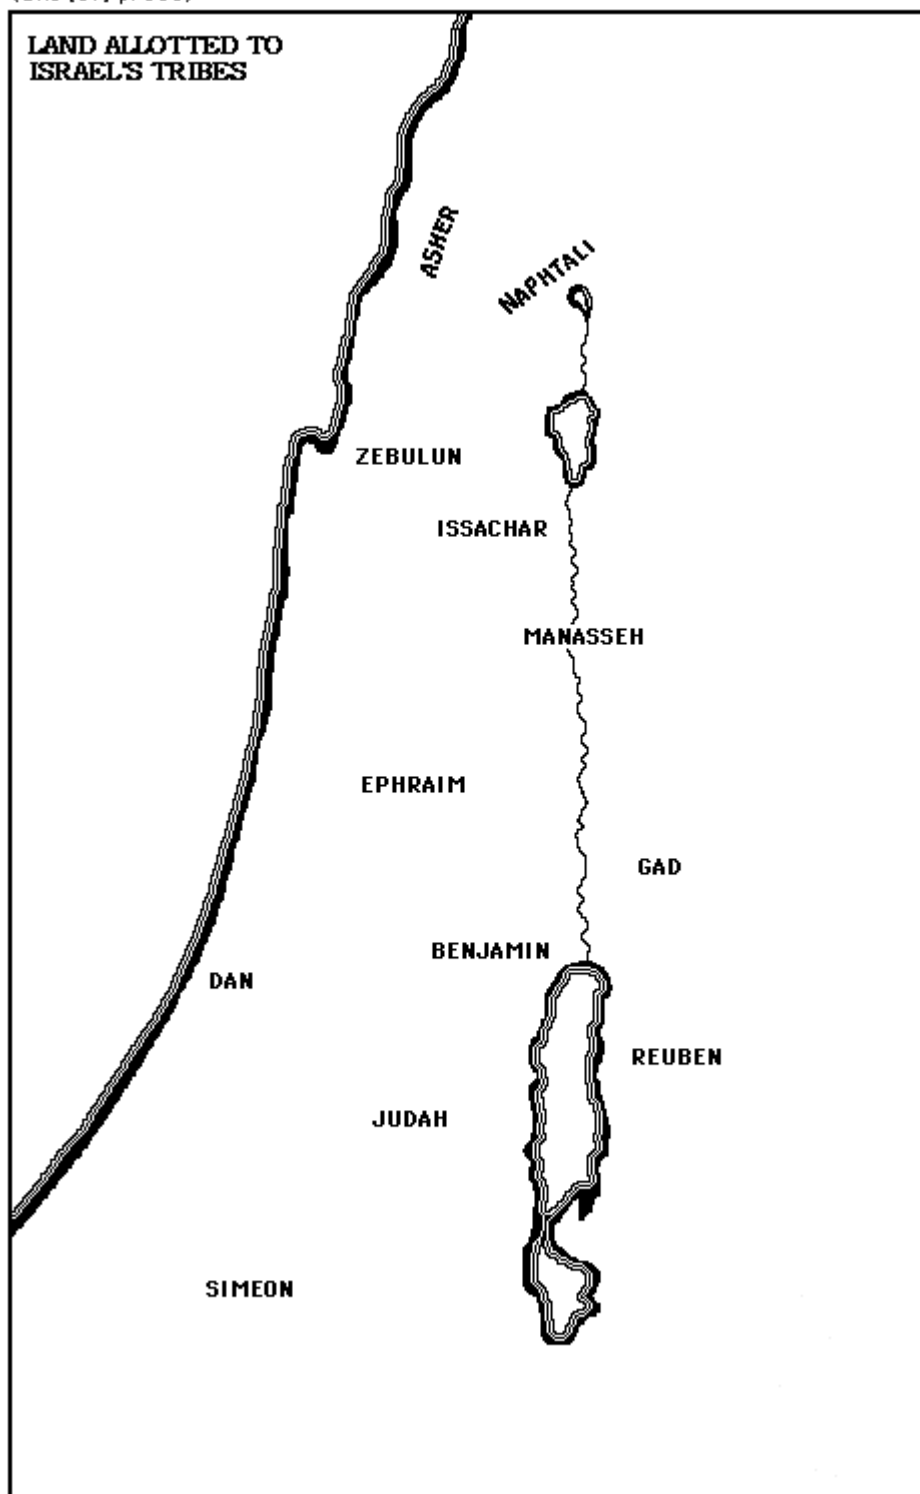 LAND ALLOTTED TO
ISRAEL'S TRIBES
ASHER
NAPHTALI
ZEBULUN
ISSACHAR
MANASSEH
EPHRAIM
GAD
BENJAMIN
DAN
REUBEN
JUDAH
SIMEON